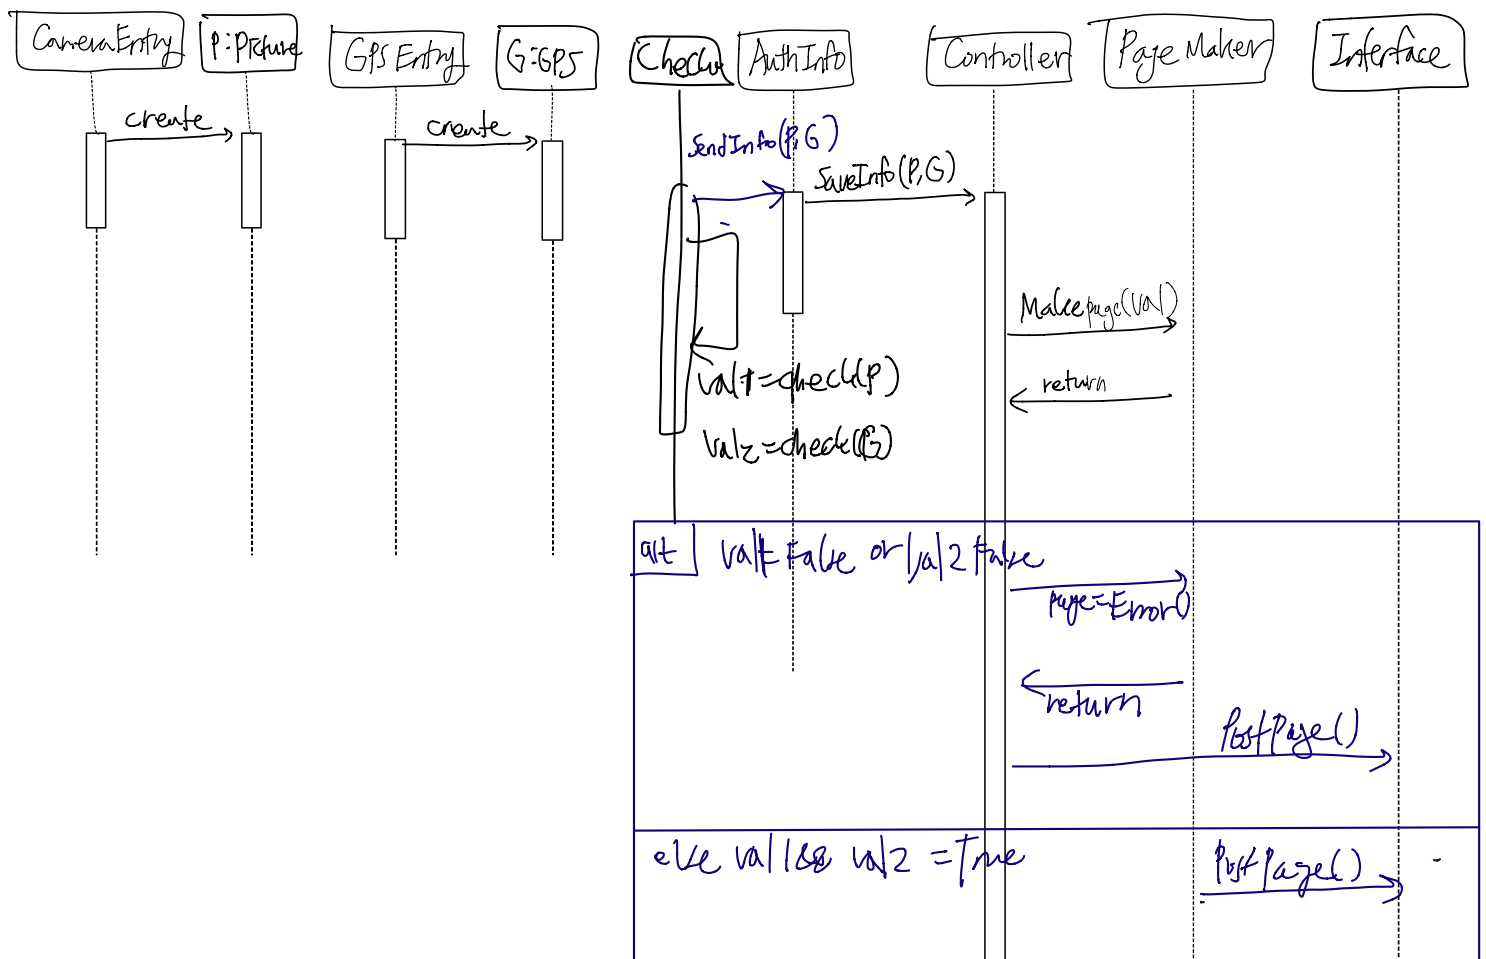 CameraEntry
P:Picture
GPS Entry
G:GPS
Checker
AuthInfo
Controller
Page Maker
Interface
create
create
SendInfo(P,G)
SaveInfo(P,G)
Makepage(Val)
return
val1=check(P)
val2=check(G)
alt
val1=False or val2 False
page=Error()
return
PostPage()
else val1&& val2 =True
PostPage()